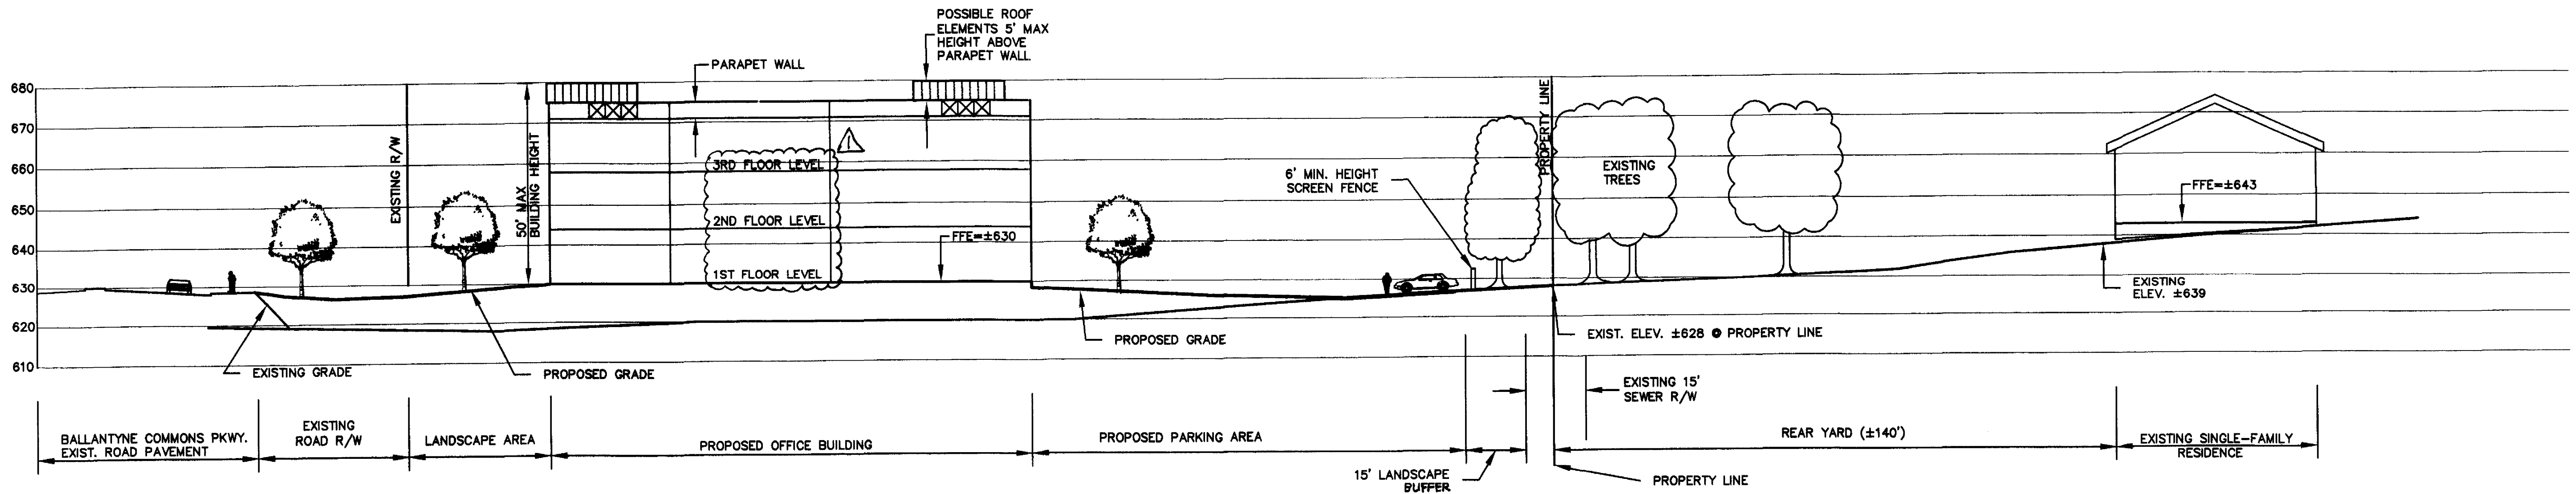 POSSIBLE ROOF
ELEMENTS 5' MAX
HEIGHT ABOVE
PARAPET WALL
PARAPET WALL
680
670
660
650
640
630
620
610
EXISTING R/W
50' MAX
BUILDING HEIGHT
3RD FLOOR LEVEL
2ND FLOOR LEVEL
1ST FLOOR LEVEL
FFE=±630
1
6' MIN. HEIGHT
SCREEN FENCE
PROPERTY LINE
EXISTING
TREES
FFE=±643
EXISTING
ELEV. ±639
EXIST. ELEV. ±628 @ PROPERTY LINE
PROPOSED GRADE
EXISTING GRADE
PROPOSED GRADE
EXISTING 15'
SEWER R/W
BALLANTYNE COMMONS PKWY.
EXIST. ROAD PAVEMENT
EXISTING
ROAD R/W
LANDSCAPE AREA
PROPOSED OFFICE BUILDING
PROPOSED PARKING AREA
15' LANDSCAPE
BUFFER
REAR YARD (±140')
EXISTING SINGLE-FAMILY
RESIDENCE
PROPERTY LINE